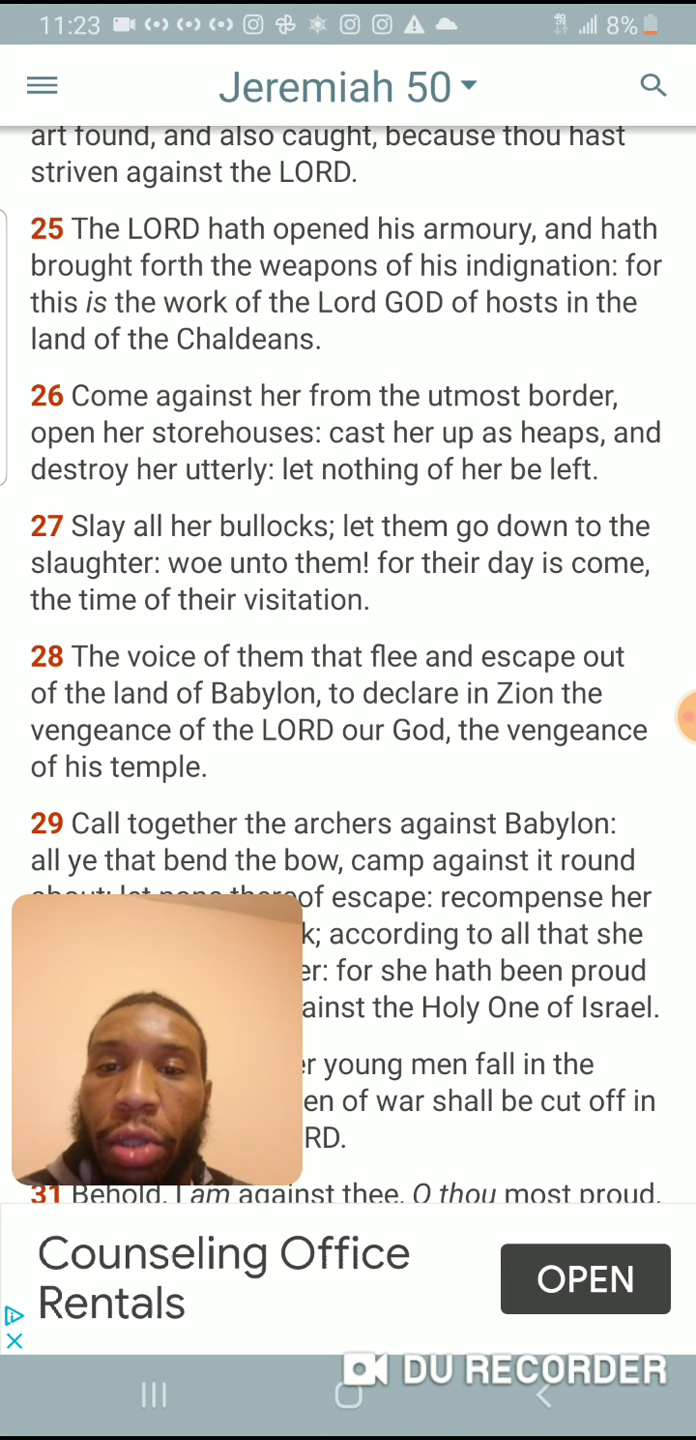 11:23
8%
Jeremiah 50
art found, and also caught, because thou hast
striven against the LORD.
25 The LORD hath opened his armoury, and hath
brought forth the weapons of his indignation: for
this is the work of the Lord GOD of hosts in the
land of the Chaldeans.
26 Come against her from the utmost border,
open her storehouses: cast her up as heaps, and
destroy her utterly: let nothing of her be left.
27 Slay all her bullocks; let them go down to the
slaughter: woe unto them! for their day is come,
the time of their visitation.
28 The voice of them that flee and escape out
of the land of Babylon, to declare in Zion the
vengeance of the LORD our God, the vengeance
of his temple.
29 Call together the archers against Babylon:
all ye that bend the bow, camp against it round
about: let none thereof escape: recompense her
k; according to all that she
er: for she hath been proud
ainst the Holy One of Israel.
r young men fall in the
en of war shall be cut off in
RD.
31 Behold, I am against thee, O thou most proud,
Counseling Office
Rentals
OPEN
DU RECORDER